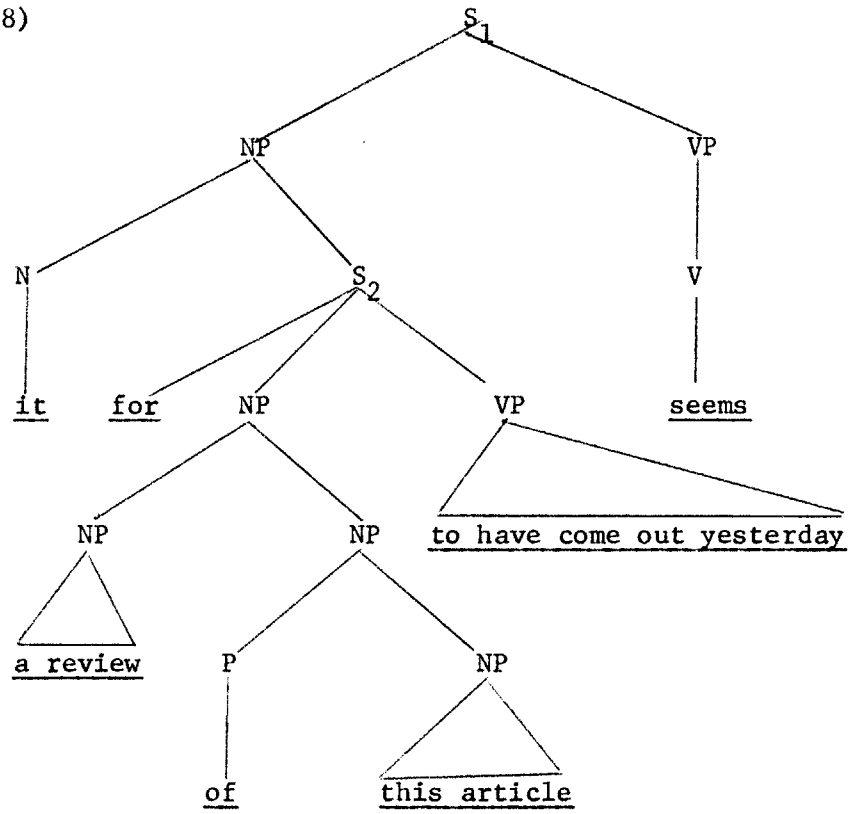 8)
S1
NP VP
N S2 V
it for NP VP seems
NP NP to have come out yesterday
a review P NP
of this article